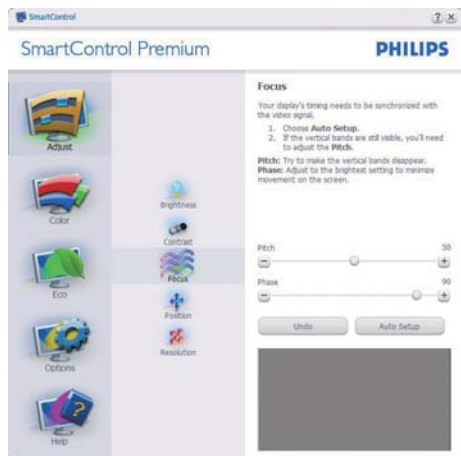 SmartControl
SmartControl Premium
PHILIPS
Adjust
Color
Eco
Options
Help
Brightness
Contrast
Focus
Position
Resolution
Focus
Your display's timing needs to be synchronized with
the video signal.
1. Choose Auto Setup.
2. If the vertical bands are still visible, you'll need
to adjust the Pitch.
Pitch: Try to make the vertical bands disappear.
Phase: Adjust to the brightest setting to minimize
movement on the screen.
Pitch 50
Phase 90
Undo Auto Setup